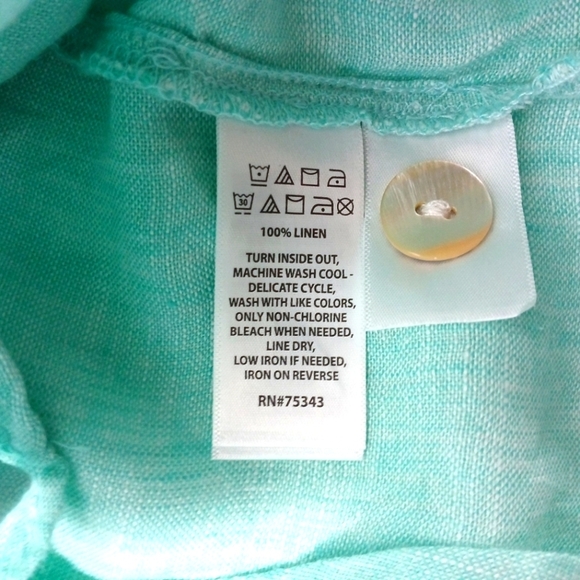 30
100% LINEN
TURN INSIDE OUT,
MACHINE WASH COOL -
DELICATE CYCLE,
WASH WITH LIKE COLORS,
ONLY NON-CHLORINE
BLEACH WHEN NEEDED,
LINE DRY,
LOW IRON IF NEEDED,
IRON ON REVERSE
RN#75343